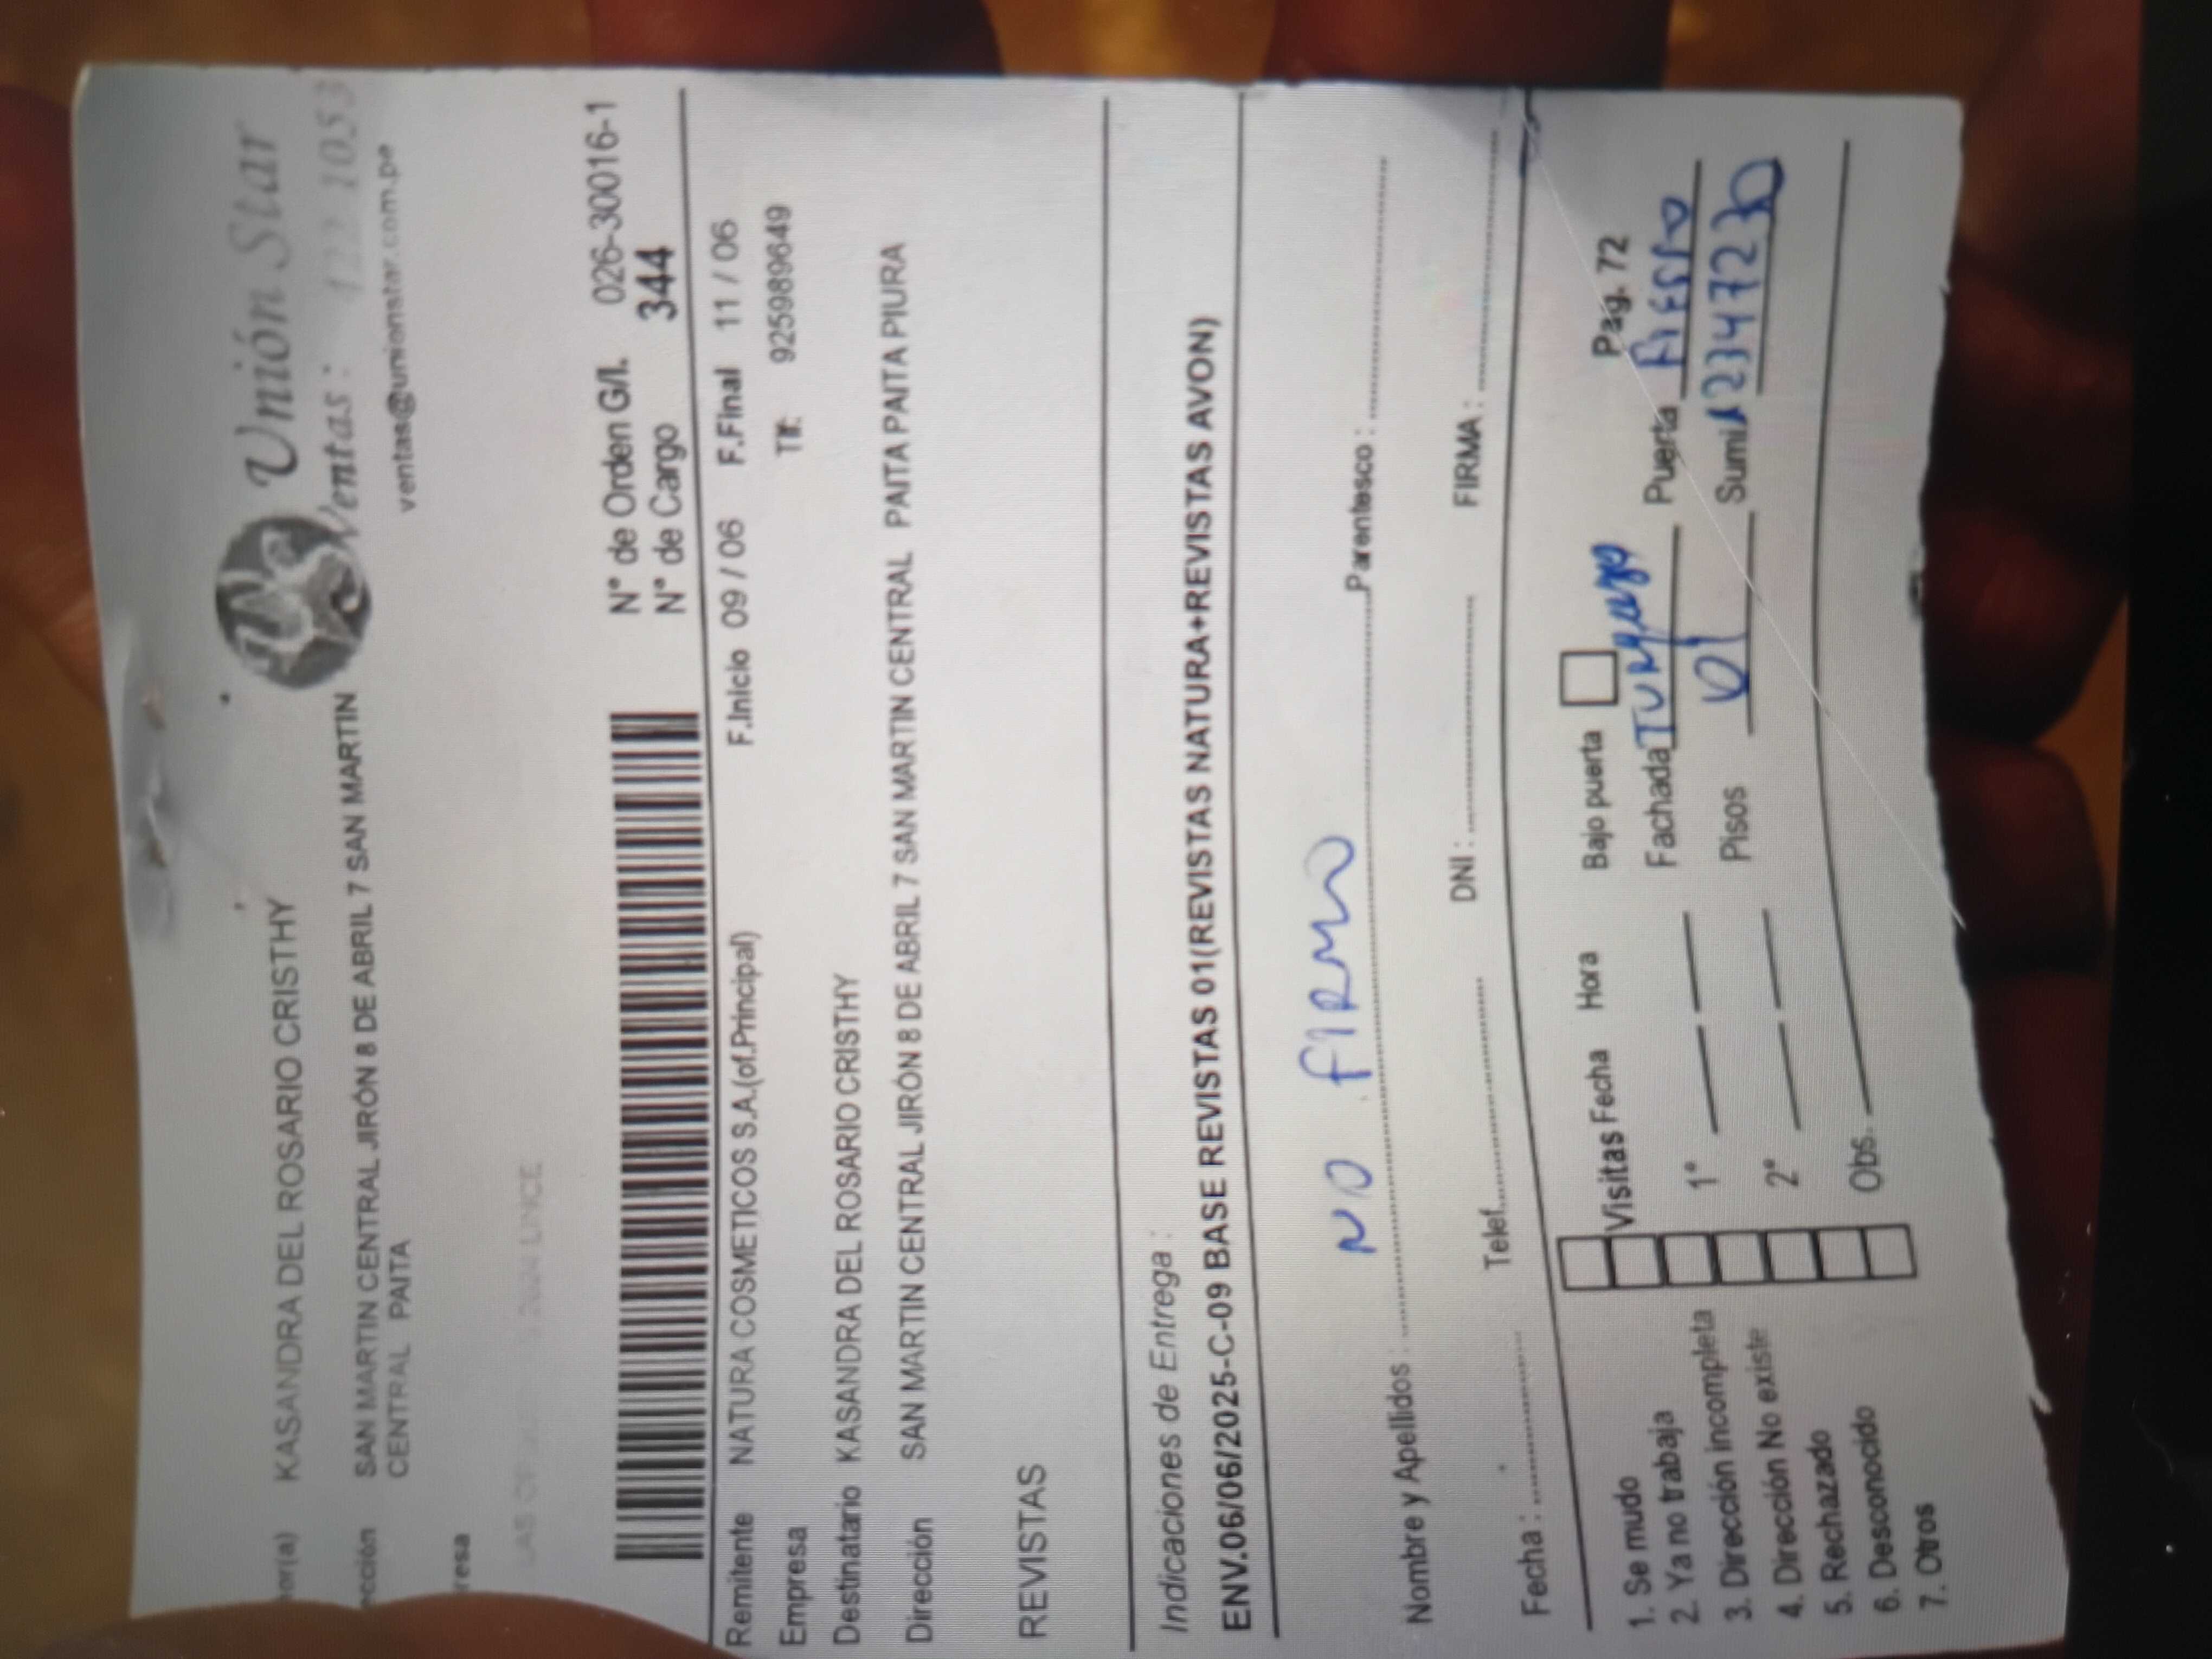 Unión Star
Ventas: 422 1053
ventas@unionstar.com.pe
or(a) KASANDRA DEL ROSARIO CRISTHY
ección SAN MARTIN CENTRAL JIRÓN 8 DE ABRIL 7 SAN MARTIN
CENTRAL PAITA
resa
LINCE
N° de Orden G/I. 026-30016-1
N° de Cargo 344
Remitente NATURA COSMETICOS S.A.(of.Principal) F.Inicio 09 / 06 F.Final 11 / 06
Empresa Tlf: 925989649
Destinatario KASANDRA DEL ROSARIO CRISTHY
Dirección SAN MARTIN CENTRAL JIRÓN 8 DE ABRIL 7 SAN MARTIN CENTRAL PAITA PAITA PIURA
REVISTAS
Indicaciones de Entrega :
ENV.06/06/2025-C-09 BASE REVISTAS 01(REVISTAS NATURA+REVISTAS AVON)
NO FIRMO
Nombre y Apellidos : Parentesco :
Fecha : Telef. DNI : FIRMA :
Bajo puerta Pag. 72
1. Se mudo Visitas Fecha Hora Fachada Puerta
2. Ya no trabaja 1° Pisos 01 Sumi
3. Dirección incompleta 2°
4. Dirección No existe
5. Rechazado Obs.
6. Desconocido
7. Otros